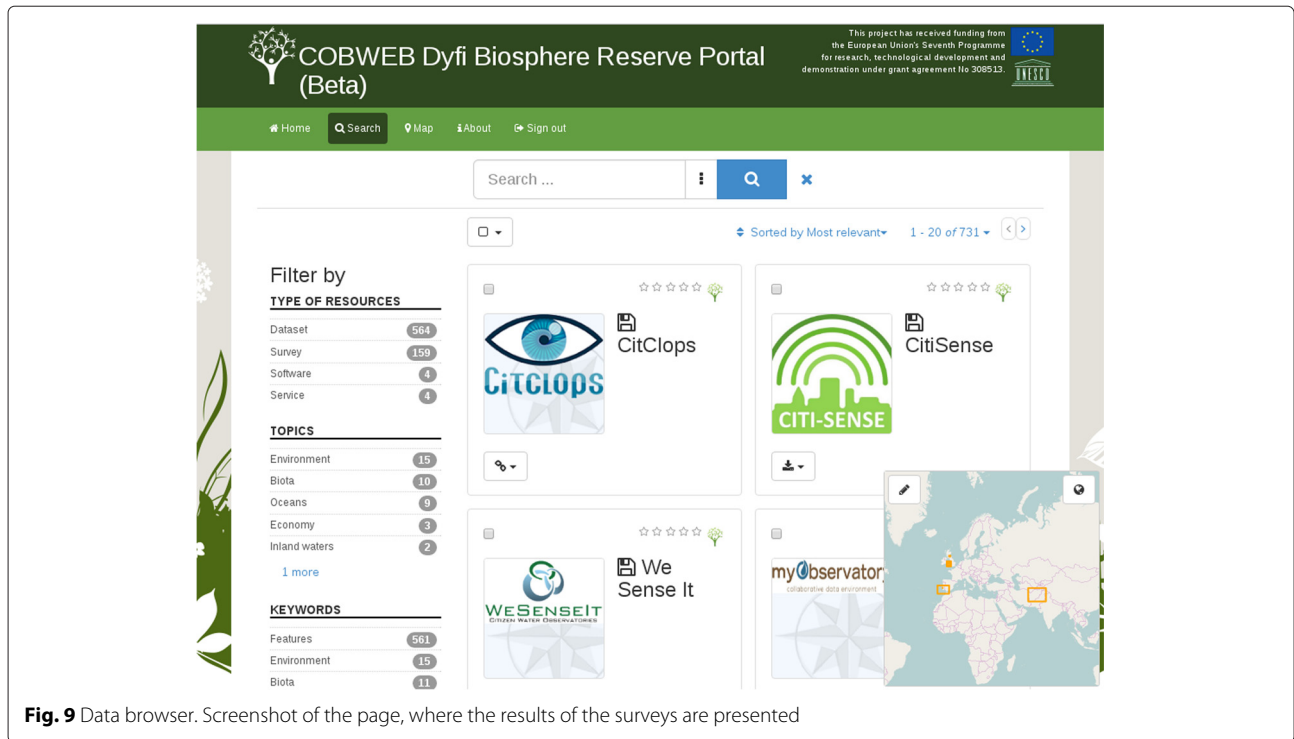 COBWEB Dyfi Biosphere Reserve Portal
(Beta)
This project has received funding from
the European Union's Seventh Programme
for research, technological development and
demonstration under grant agreement No 308513.
UNESCO
Home Search Map About Sign out
Search ...
Sorted by Most relevant 1 - 20 of 731
Filter by
TYPE OF RESOURCES
Dataset 564
Survey 159
Software 4
Service 4
TOPICS
Environment 15
Biota 10
Oceans 9
Economy 3
Inland waters 2
1 more
KEYWORDS
Features 561
Environment 15
Biota 11
CITCLOPS
CitClops
CITI-SENSE
CitiSense
WESENSEIT
CITIZEN WATER OBSERVATORIES
We
Sense It
myObservator
collaborative data environment
Fig. 9 Data browser. Screenshot of the page, where the results of the surveys are presented